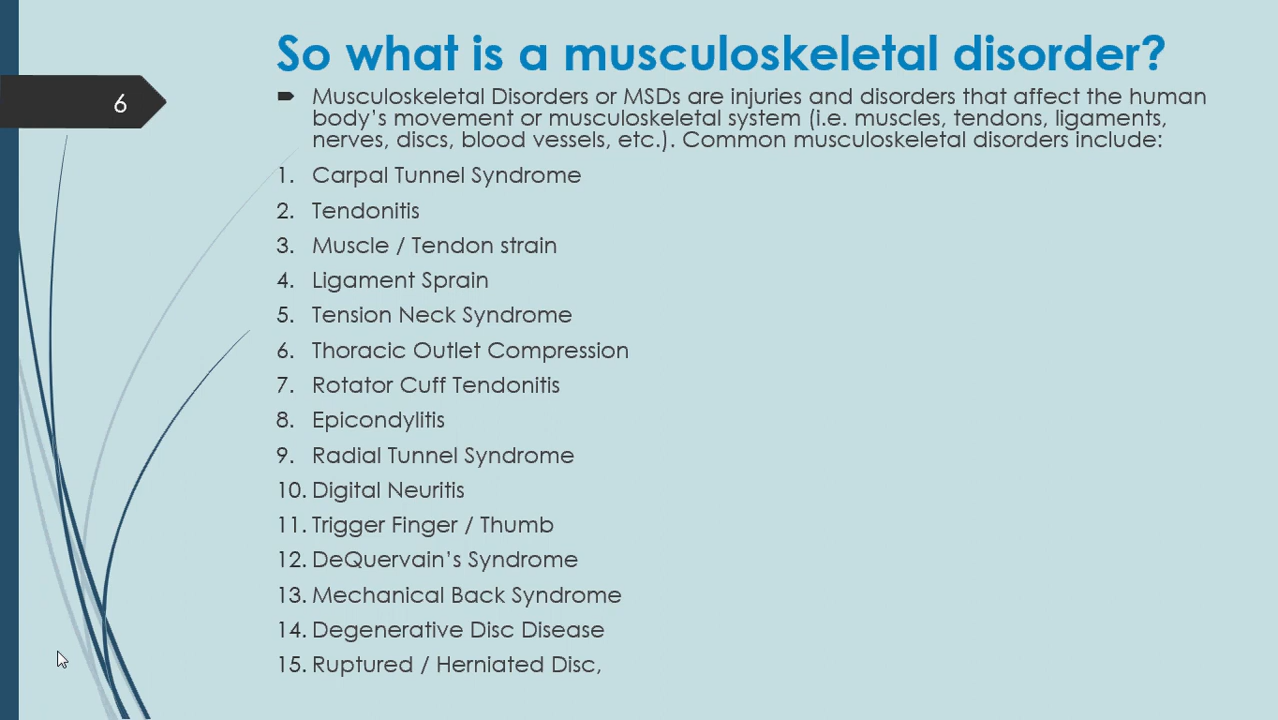 So what is a musculoskeletal disorder?
6
Musculoskeletal Disorders or MSDs are injuries and disorders that affect the human
body's movement or musculoskeletal system (i.e. muscles, tendons, ligaments,
nerves, discs, blood vessels, etc.). Common musculoskeletal disorders include:
1. Carpal Tunnel Syndrome
2. Tendonitis
3. Muscle / Tendon strain
4. Ligament Sprain
5. Tension Neck Syndrome
6. Thoracic Outlet Compression
7. Rotator Cuff Tendonitis
8. Epicondylitis
9. Radial Tunnel Syndrome
10. Digital Neuritis
11. Trigger Finger / Thumb
12. DeQuervain's Syndrome
13. Mechanical Back Syndrome
14. Degenerative Disc Disease
15. Ruptured / Herniated Disc,